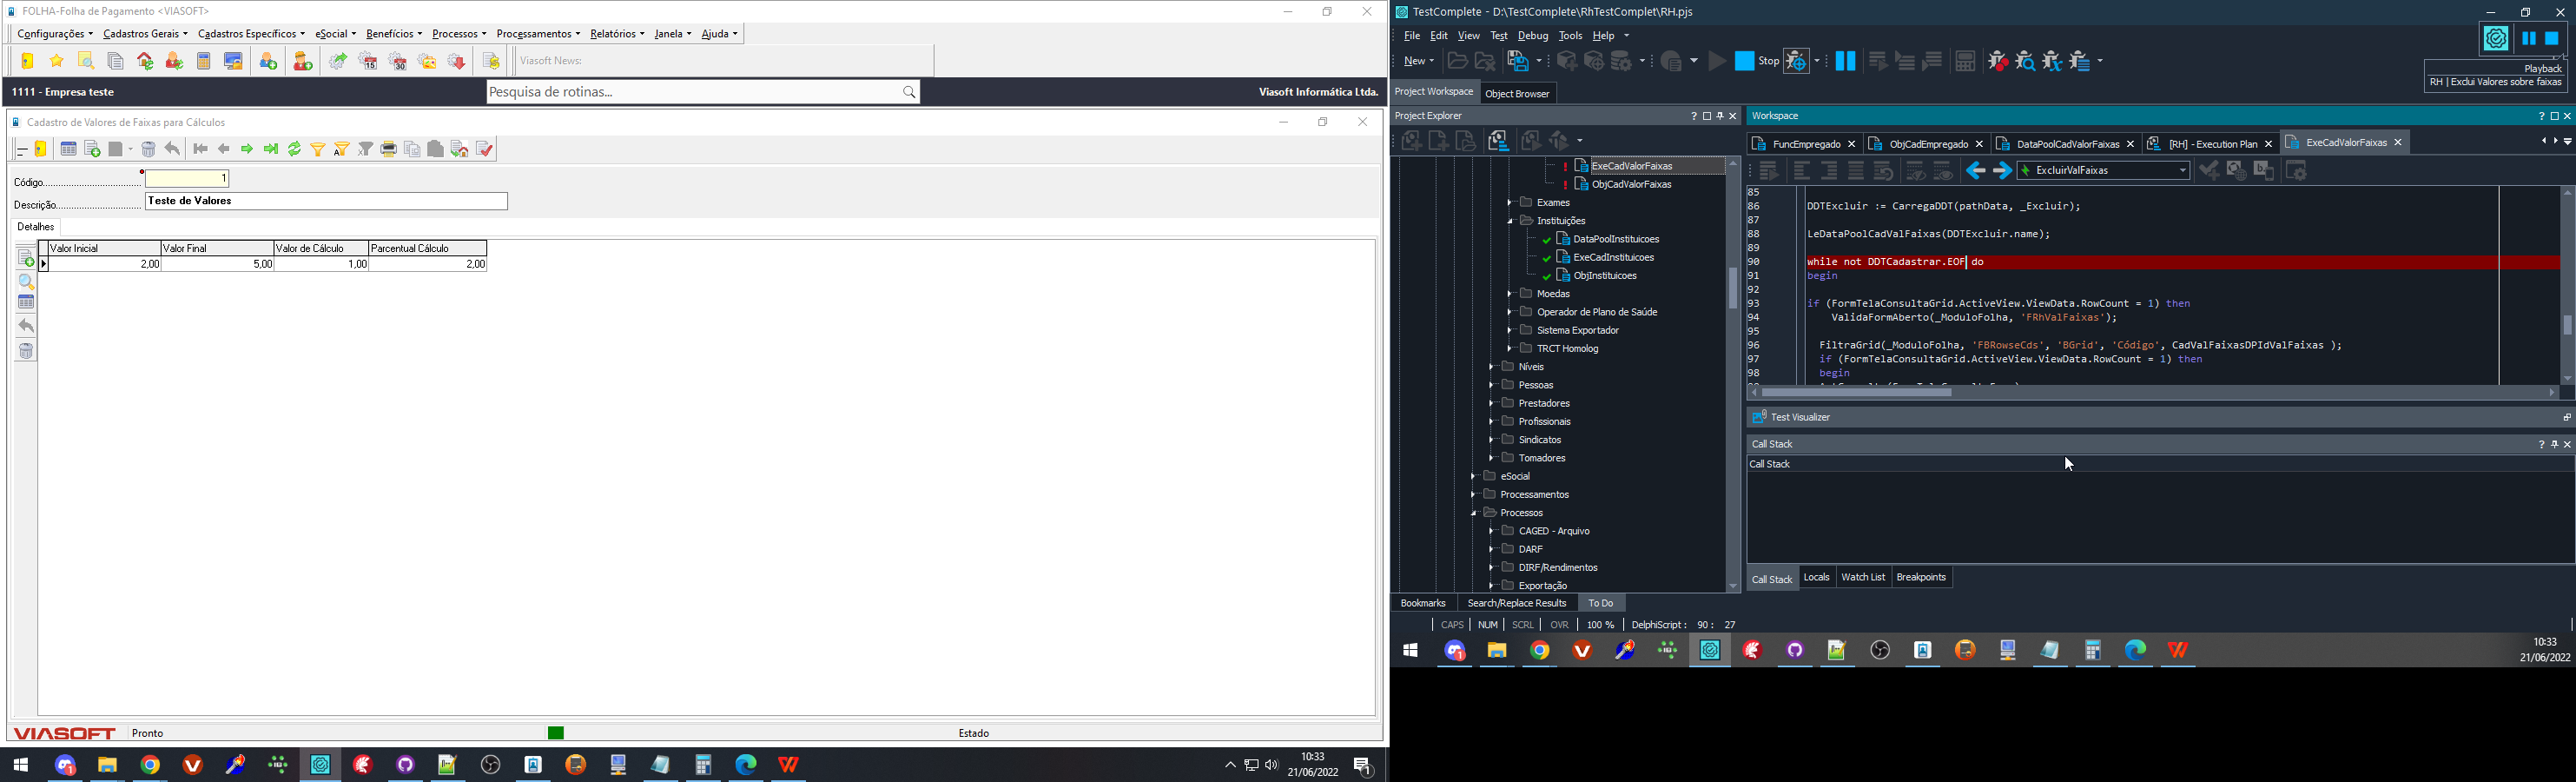 FOLHA-Folha de Pagamento <VIASOFT>
Configurações Cadastros Gerais Cadastros Específicos eSocial Benefícios Processos Processamentos Relatórios Janela Ajuda
15 30 Viasoft News:
1111 - Empresa teste Pesquisa de rotinas... Viasoft Informática Ltda.
Cadastro de Valores de Faixas para Cálculos
Código 1
Descrição Teste de Valores
Detalhes
Valor Inicial Valor Final Valor de Cálculo Parcentual Cálculo
2,00 5,00 1,00 2,00
VIASOFT Pronto Estado
10:33
21/06/2022
TestComplete - D:\TestComplete\RhTestComplet\RH.pjs
File Edit View Test Debug Tools Help
New Stop
Playback
RH | Exclui Valores sobre faixas
Project Workspace Object Browser
Project Explorer
ExeCadValorFaixas
ObjCadValorFaixas
Exames
Instituições
DataPoolInstituicoes
ExeCadInstituicoes
ObjInstituicoes
Moedas
Operador de Plano de Saúde
Sistema Exportador
TRCT Homolog
Níveis
Pessoas
Prestadores
Profissionais
Sindicatos
Tomadores
eSocial
Processamentos
Processos
CAGED - Arquivo
DARF
DIRF/Rendimentos
Exportação
Bookmarks Search/Replace Results To Do
Workspace
FuncEmpregado ObjCadEmpregado DataPoolCadValorFaixas [RH] - Execution Plan ExeCadValorFaixas
ExcluirValFaixas
85
86 DDTExcluir := CarregaDDT(pathData, _Excluir);
87
88 LeDataPoolCadValFaixas(DDTExcluir.name);
89
90 while not DDTCadastrar.EOF do
91 begin
92
93 if (FormTelaConsultaGrid.ActiveView.ViewData.RowCount = 1) then
94 ValidaFormAberto(_ModuloFolha, 'FRhValFaixas');
95
96 FiltraGrid(_ModuloFolha, 'FBRowseCds', 'BGrid', 'Código', CadValFaixasDPIdValFaixas );
97 if (FormTelaConsultaGrid.ActiveView.ViewData.RowCount = 1) then
98 begin
Test Visualizer
Call Stack
Call Stack
Call Stack Locals Watch List Breakpoints
CAPS NUM SCRL OVR 100 % DelphiScript : 90 : 27
10:33
21/06/2022